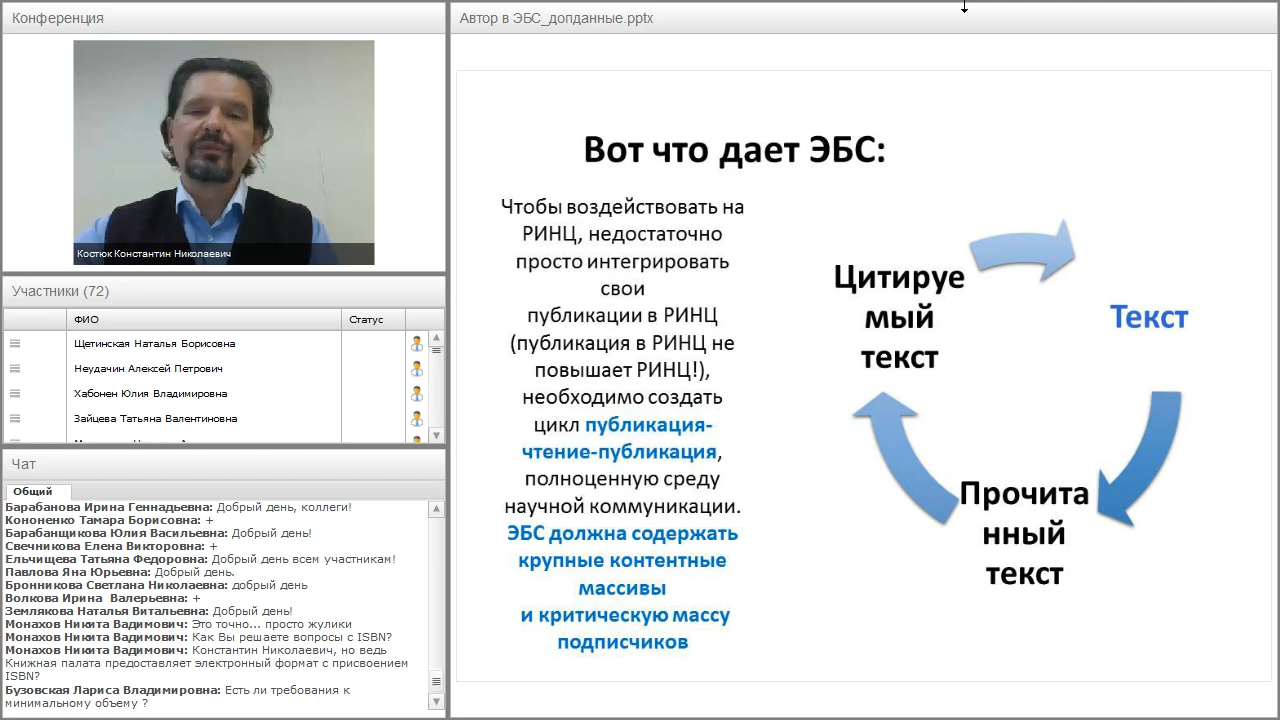 Конференция
Костюк Константин Николаевич
Участники (72)
ФИО
Статус
Щетинская Наталья Борисовна
Неудачин Алексей Петрович
Хабонен Юлия Владимировна
Зайцева Татьяна Валентиновна
Чат
Общий
Барабанова Ирина Геннадьевна: Добрый день, коллеги!
Кононенко Тамара Борисовна: +
Барабанщикова Юлия Васильевна: Добрый день!
Свечникова Елена Викторовна: +
Ельчищева Татьяна Федоровна: Добрый день всем участникам!
Павлова Яна Юрьевна: Добрый день.
Бронникова Светлана Николаевна: добрый день
Волкова Ирина  Валерьевна: +
Землякова Наталья Витальевна: Добрый день!
Монахов Никита Вадимович: Это точно... просто жулики
Монахов Никита Вадимович: Как Вы решаете вопросы с ISBN?
Монахов Никита Вадимович: Константин Николаевич, но ведь
Книжная палата предоставляет электронный формат с присвоением
ISBN?
Бузовская Лариса Владимировна: Есть ли требования к
минимальному объему ?
Автор в ЭБС_допданные.pptx
Вот что дает ЭБС:
Чтобы воздействовать на
РИНЦ, недостаточно
просто интегрировать
свои
публикации в РИНЦ
(публикация в РИНЦ не
повышает РИНЦ!),
необходимо создать
цикл публикация-
чтение-публикация,
полноценную среду
научной коммуникации.
ЭБС должна содержать
крупные контентные
массивы
и критическую массу
подписчиков
Цитируе
мый
текст
Текст
Прочита
нный
текст